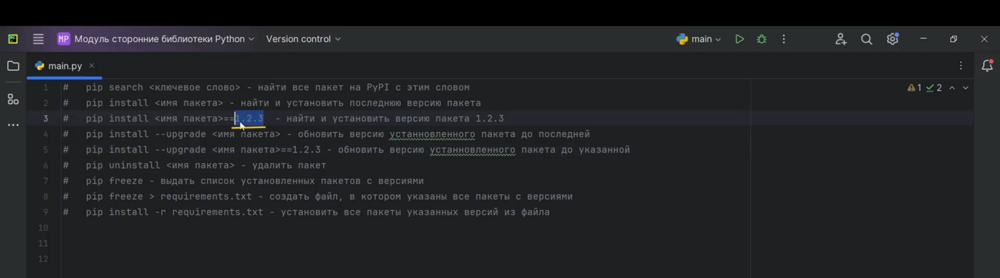 PC MP Модуль сторонние библиотеки Python Version control main
main.py
1 # pip search <ключевое слово> - найти все пакет на PyPI с этим словом
1 2
2 # pip install <имя пакета> - найти и установить последнюю версию пакета
3 # pip install <имя пакета>==1.2.3 - найти и установить версию пакета 1.2.3
4 # pip install --upgrade <имя пакета> - обновить версию устанновленного пакета до последней
5 # pip install --upgrade <имя пакета>==1.2.3 - обновить версию устанновленного пакета до указанной
6 # pip uninstall <имя пакета> - удалить пакет
7 # pip freeze - выдать список установленных пакетов с версиями
8 # pip freeze > requirements.txt - создать файл, в котором указаны все пакеты с версиями
9 # pip install -r requirements.txt - установить все пакеты указанных версий из файла
10
11
12